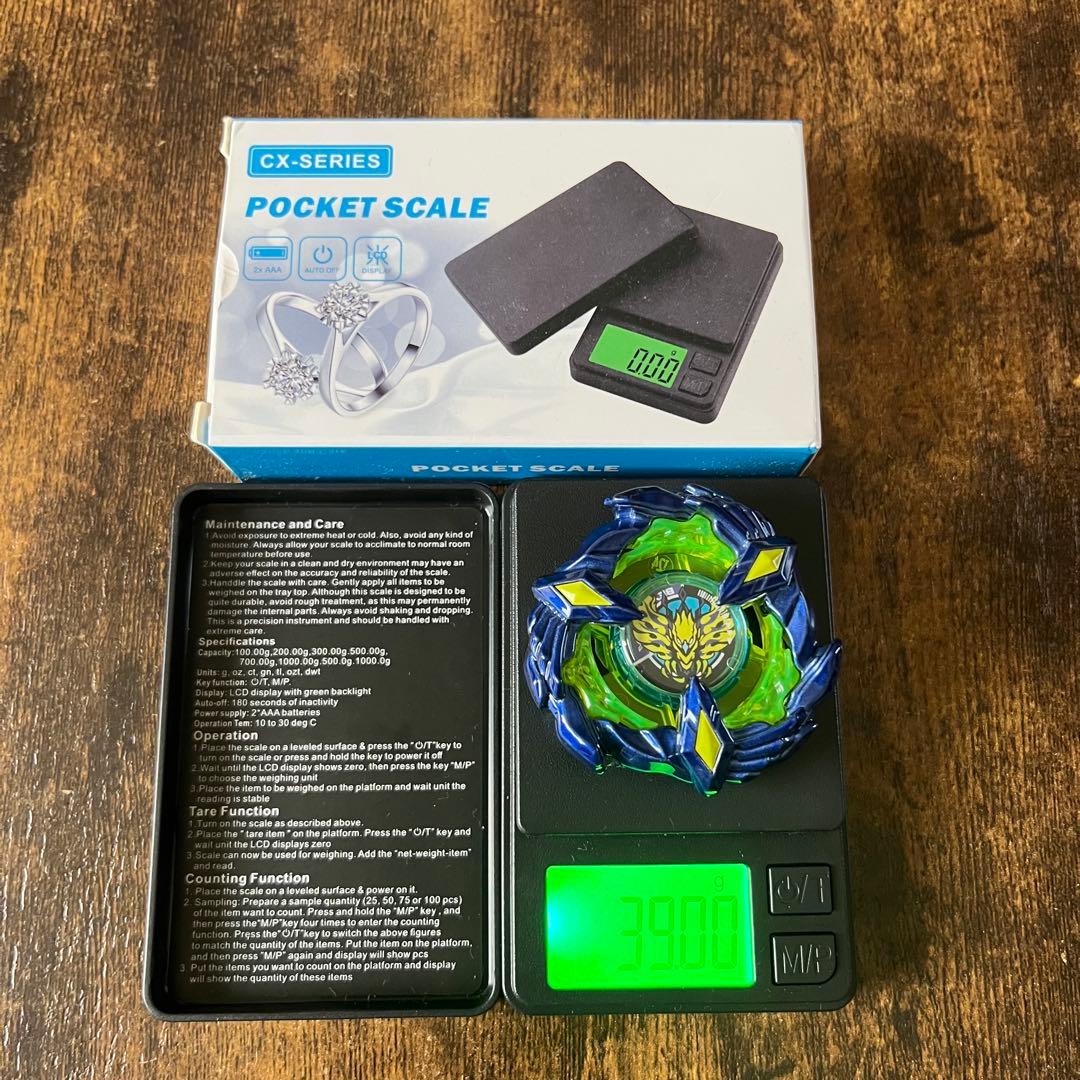 CX-SERIES
POCKET SCALE
2x AAA
AUTO OFF
LCD
DISPLAY
0.00 g
POCKET SCALE
Maintenance and Care
1.Avoid exposure to extreme heat or cold. Also, avoid any kind of
moisture. Always allow your scale to acclimate to normal room
temperature before use.
2.Keep your scale in a clean and dry environment may have an
adverse effect on the accuracy and reliability of the scale.
3.Handdle the scale with care. Gently apply all items to be
weighed on the tray top. Although this scale is designed to be
quite durable, avoid rough treatment, as this may permanently
damage the internal parts. Always avoid shaking and dropping.
This is a precision instrument and should be handled with
extreme care.
Specifications
Capacity:100.00g,200.00g,300.00g.500.00g,
700.00g,1000.00g.500.0g.1000.0g
Units: g, oz, ct, gn, tl, ozt, dwt
Key function: ⏻/T, M/P.
Display: LCD display with green backlight
Auto-off: 180 seconds of inactivity
Power supply: 2*AAA batteries
Operation Tem: 10 to 30 deg C
Operation
1.Place the scale on a leveled surface & press the "⏻/T"key to
turn on the scale or press and hold the key to power it off
2.Wait until the LCD display shows zero, then press the key "M/P"
to choose the weighing unit
3.Place the item to be weighed on the platform and wait unit the
reading is stable
Tare Function
1.Turn on the scale as described above.
2.Place the " tare item " on the platform. Press the "⏻/T" key and
wait unit the LCD displays zero
3.Scale can now be used for weighing. Add the "net-weight-item"
and read.
Counting Function
1. Place the scale on a leveled surface & power on it.
2. Sampling: Prepare a sample quantity (25, 50, 75 or 100 pcs)
of the item want to count. Press and hold the "M/P" key , and
then press the"M/P"key four times to enter the counting
function. Press the"⏻/T"key to switch the above figures
to match the quantity of the items. Put the item on the platform,
and then press "M/P" again and display will show pcs
3. Put the items you want to count on the platform and display
will show the quantity of these items
g
39.00
⏻/T
M/P